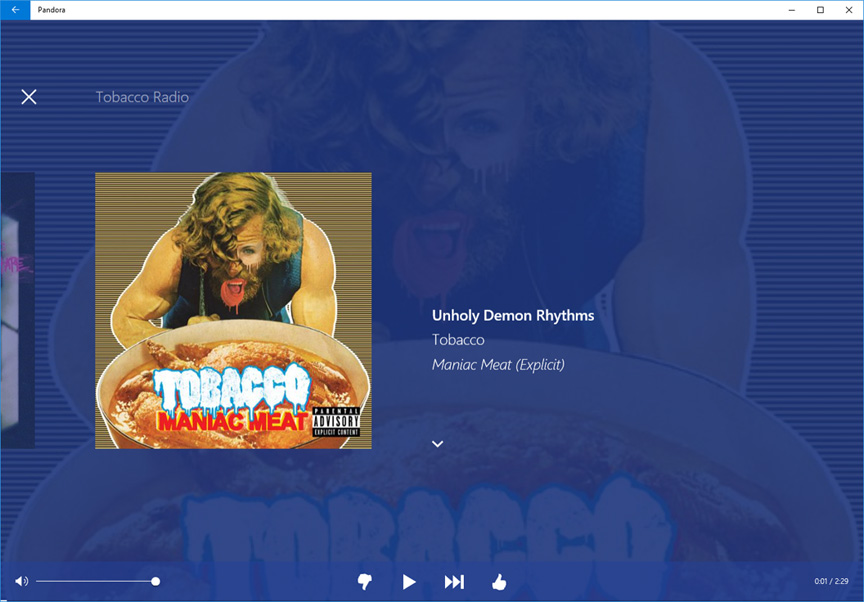 Pandora
Tobacco Radio
TOBACCO
MANIAC MEAT
PARENTAL
ADVISORY
EXPLICIT CONTENT
Unholy Demon Rhythms
Tobacco
Maniac Meat (Explicit)
TOBACCO
0:01 / 2:29